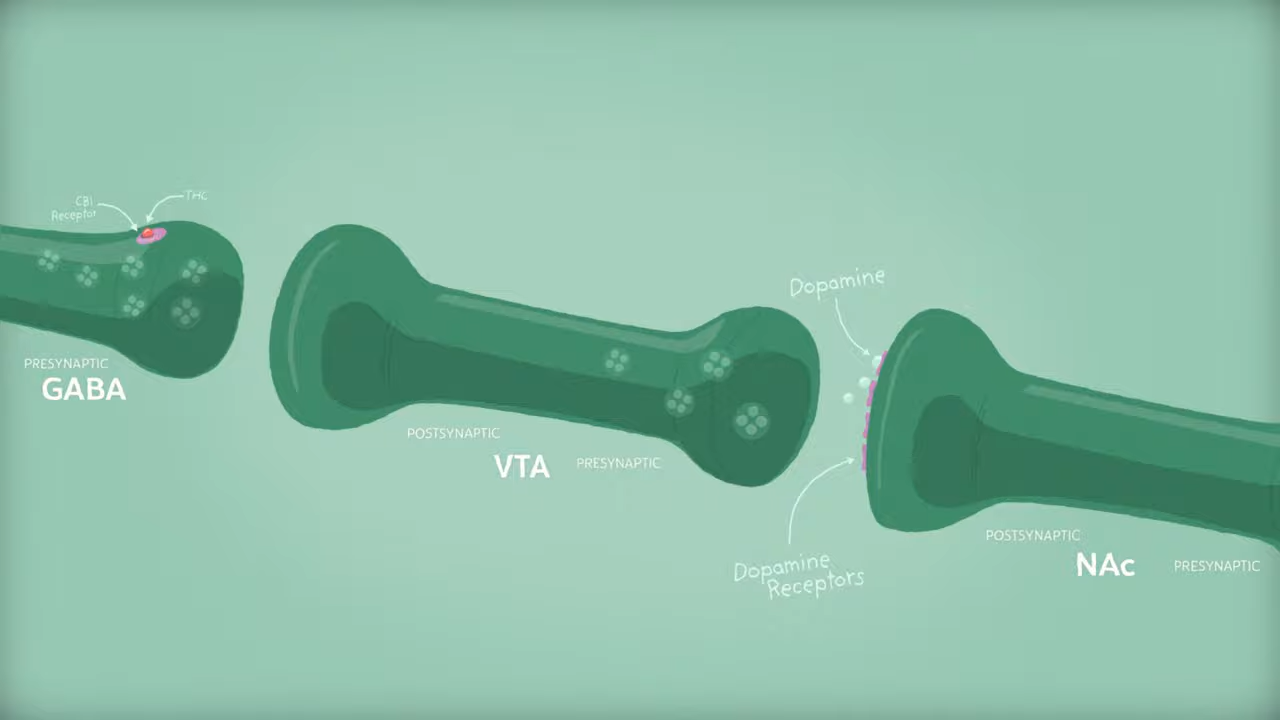 CB1
Receptor
THC
PRESYNAPTIC
GABA
POSTSYNAPTIC
VTA
PRESYNAPTIC
Dopamine
Dopamine
Receptors
POSTSYNAPTIC
NAc
PRESYNAPTIC